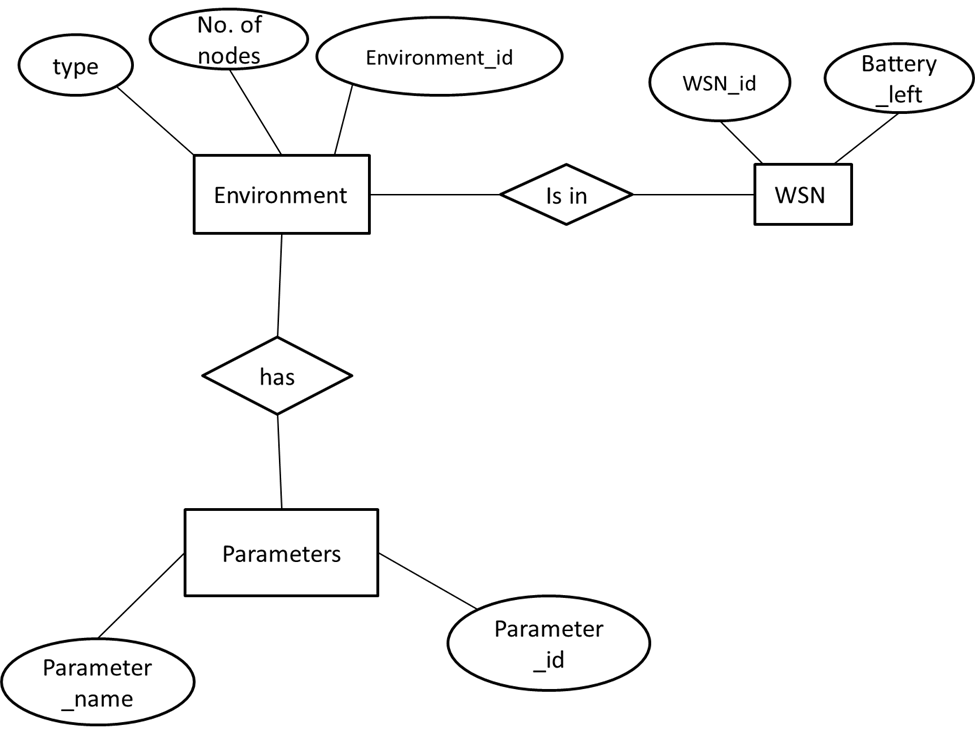 type
No. of
nodes
Environment_id
WSN_id
Battery
_left
Environment
Is in
WSN
has
Parameters
Parameter
_name
Parameter
_id